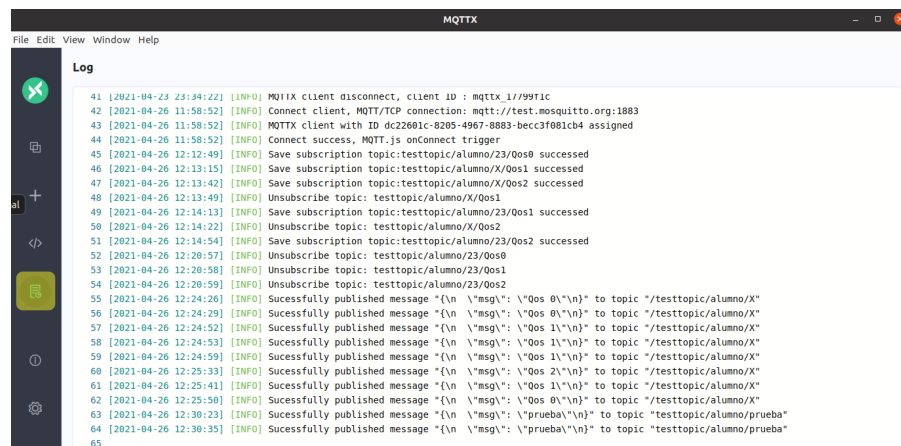 MQTTX
File Edit View Window Help
Log
41 [2021-04-23 23:34:22] [INFO] MQTTX client disconnect, client ID : mqttx_17799f1c
42 [2021-04-26 11:58:52] [INFO] Connect client, MQTT/TCP connection: mqtt://test.mosquitto.org:1883
43 [2021-04-26 11:58:52] [INFO] MQTTX client with ID dc22601c-8205-4967-8883-becc3f081cb4 assigned
44 [2021-04-26 11:58:52] [INFO] Connect success, MQTT.js onConnect trigger
45 [2021-04-26 12:12:49] [INFO] Save subscription topic:testtopic/alumno/23/Qos0 successed
46 [2021-04-26 12:13:15] [INFO] Save subscription topic:testtopic/alumno/X/Qos1 successed
47 [2021-04-26 12:13:42] [INFO] Save subscription topic:testtopic/alumno/X/Qos2 successed
48 [2021-04-26 12:13:49] [INFO] Unsubscribe topic: testtopic/alumno/X/Qos1
49 [2021-04-26 12:14:13] [INFO] Save subscription topic:testtopic/alumno/23/Qos1 successed
50 [2021-04-26 12:14:22] [INFO] Unsubscribe topic: testtopic/alumno/X/Qos2
51 [2021-04-26 12:14:54] [INFO] Save subscription topic:testtopic/alumno/23/Qos2 successed
52 [2021-04-26 12:20:57] [INFO] Unsubscribe topic: testtopic/alumno/23/Qos0
53 [2021-04-26 12:20:58] [INFO] Unsubscribe topic: testtopic/alumno/23/Qos1
54 [2021-04-26 12:20:59] [INFO] Unsubscribe topic: testtopic/alumno/23/Qos2
55 [2021-04-26 12:24:26] [INFO] Sucessfully published message "{\n  \"msg\": \"Qos 0\"\n}" to topic "/testtopic/alumno/X"
56 [2021-04-26 12:24:29] [INFO] Sucessfully published message "{\n  \"msg\": \"Qos 0\"\n}" to topic "/testtopic/alumno/X"
57 [2021-04-26 12:24:52] [INFO] Sucessfully published message "{\n  \"msg\": \"Qos 1\"\n}" to topic "/testtopic/alumno/X"
58 [2021-04-26 12:24:53] [INFO] Sucessfully published message "{\n  \"msg\": \"Qos 1\"\n}" to topic "/testtopic/alumno/X"
59 [2021-04-26 12:24:59] [INFO] Sucessfully published message "{\n  \"msg\": \"Qos 1\"\n}" to topic "/testtopic/alumno/X"
60 [2021-04-26 12:25:33] [INFO] Sucessfully published message "{\n  \"msg\": \"Qos 2\"\n}" to topic "/testtopic/alumno/X"
61 [2021-04-26 12:25:41] [INFO] Sucessfully published message "{\n  \"msg\": \"Qos 1\"\n}" to topic "/testtopic/alumno/X"
62 [2021-04-26 12:25:50] [INFO] Sucessfully published message "{\n  \"msg\": \"Qos 0\"\n}" to topic "/testtopic/alumno/X"
63 [2021-04-26 12:30:23] [INFO] Sucessfully published message "{\n  \"msg\": \"prueba\"\n}" to topic "testtopic/alumno/prueba"
64 [2021-04-26 12:30:35] [INFO] Sucessfully published message "{\n  \"msg\": \"prueba\"\n}" to topic "testtopic/alumno/prueba"
65
al